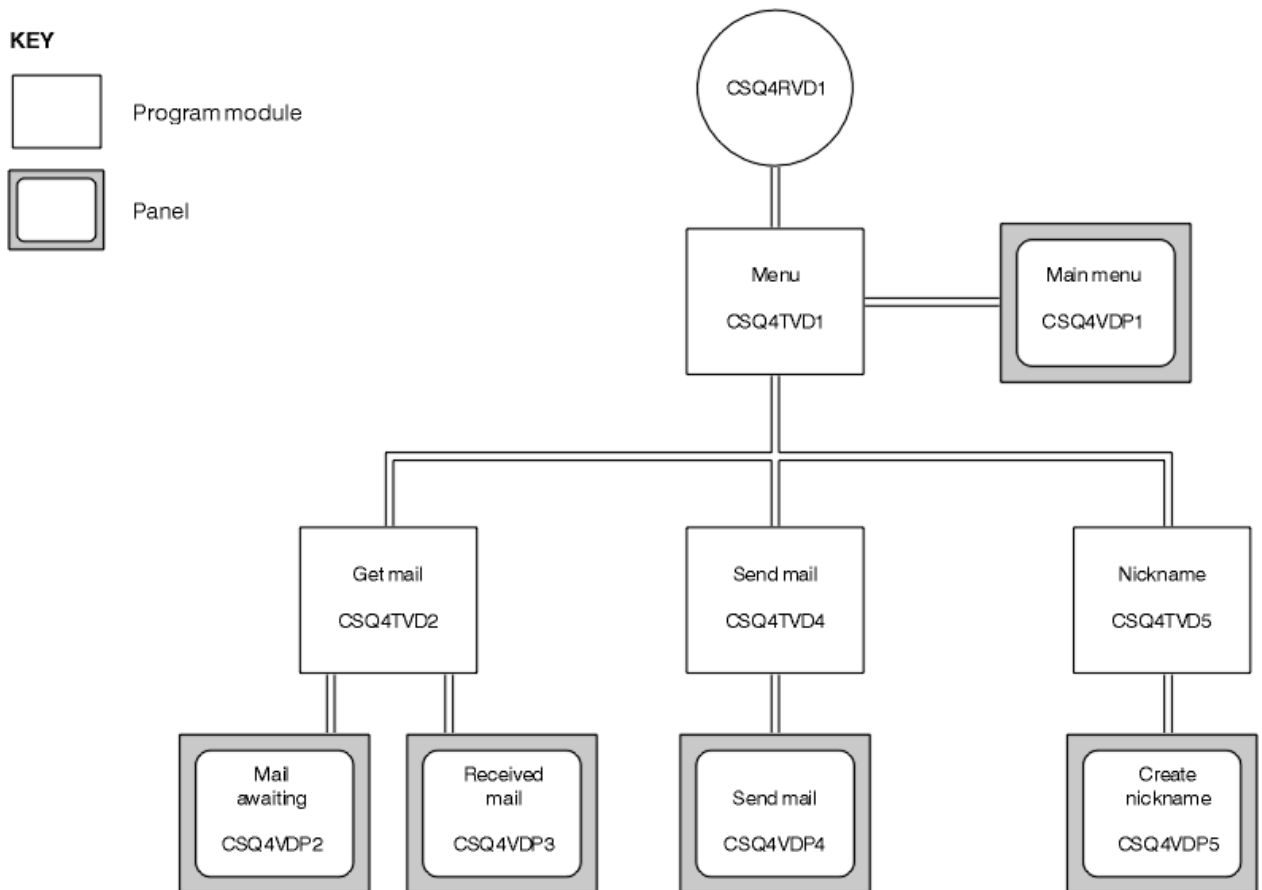 KEY
Program module
Panel
CSQ4RVD1
Menu
CSQ4TVD1
Main menu
CSQ4VDP1
Get mail
CSQ4TVD2
Send mail
CSQ4TVD4
Nickname
CSQ4TVD5
Mail
awaiting
CSQ4VDP2
Received
mail
CSQ4VDP3
Send mail
CSQ4VDP4
Create
nickname
CSQ4VDP5